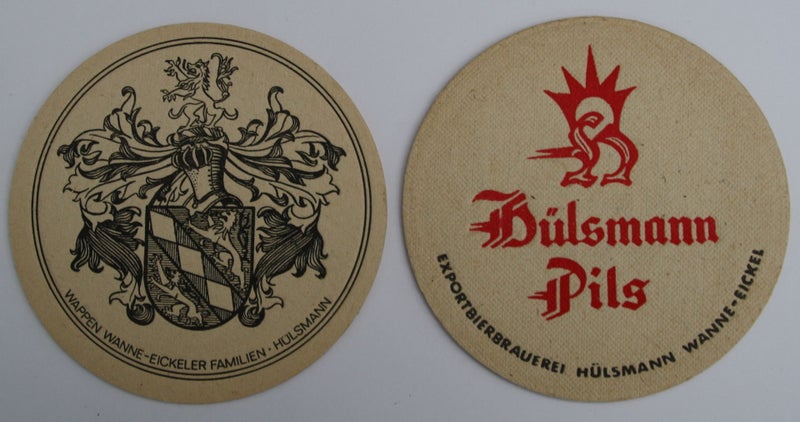 WAPPEN WANNE-EICKELER FAMILIEN · HÜLSMANN
H
Hülsmann
Pils
EXPORTBIERBRAUEREI HÜLSMANN WANNE-EICKEL